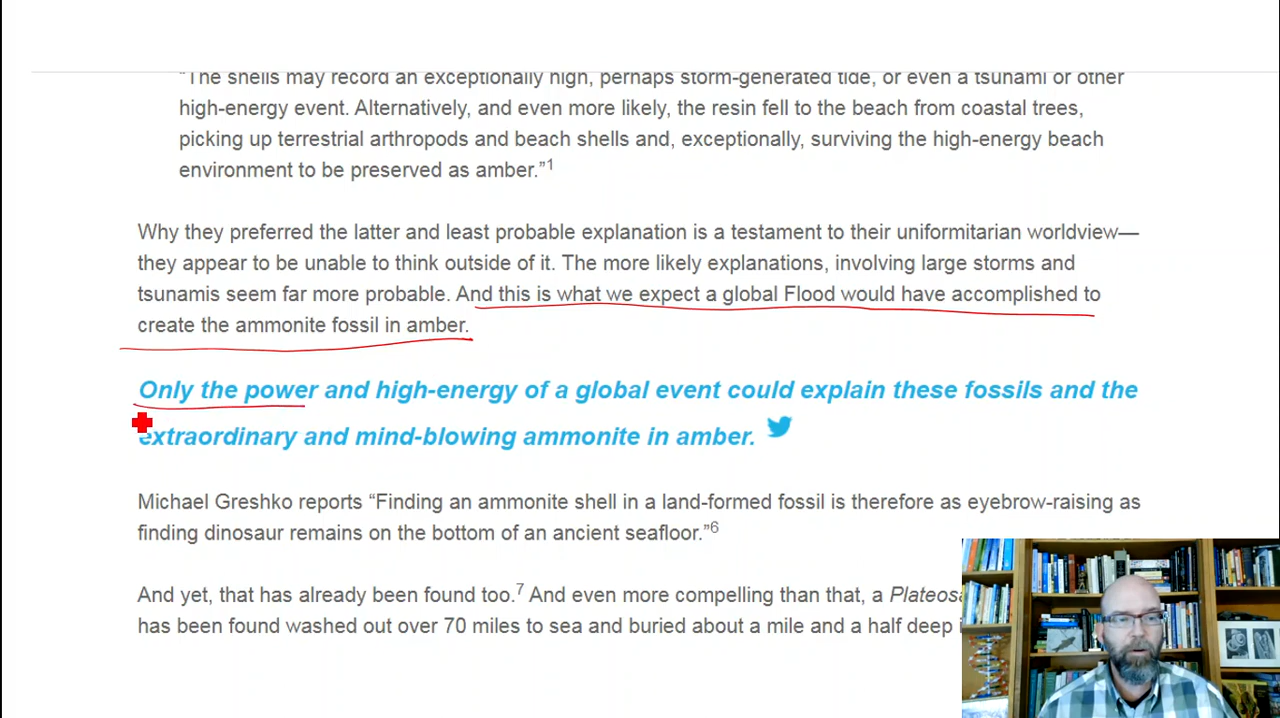 "The shells may record an exceptionally high, perhaps storm-generated tide, or even a tsunami or other
high-energy event. Alternatively, and even more likely, the resin fell to the beach from coastal trees,
picking up terrestrial arthropods and beach shells and, exceptionally, surviving the high-energy beach
environment to be preserved as amber.”1
Why they preferred the latter and least probable explanation is a testament to their uniformitarian worldview—
they appear to be unable to think outside of it. The more likely explanations, involving large storms and
tsunamis seem far more probable. And this is what we expect a global Flood would have accomplished to
create the ammonite fossil in amber.
Only the power and high-energy of a global event could explain these fossils and the
extraordinary and mind-blowing ammonite in amber.
Michael Greshko reports “Finding an ammonite shell in a land-formed fossil is therefore as eyebrow-raising as
finding dinosaur remains on the bottom of an ancient seafloor.”6
And yet, that has already been found too.7 And even more compelling than that, a
has been found washed out over 70 miles to sea and buried about a mile and a half deep